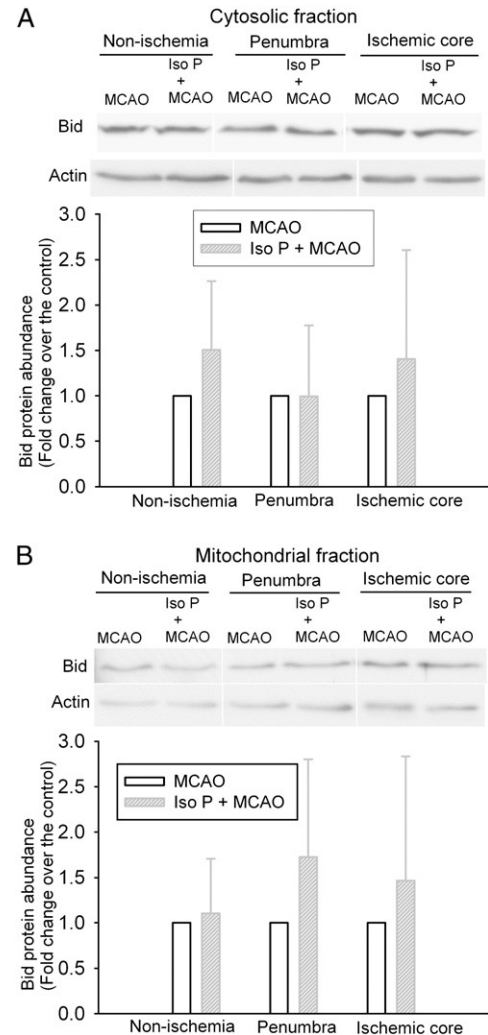 A
Cytosolic fraction
Non-ischemia Penumbra Ischemic core
Iso P Iso P Iso P
+ + +
MCAO MCAO MCAO MCAO MCAO MCAO
Bid
Actin
3.0
2.5
2.0
1.5
1.0
0.5
0.0
Bid protein abundance
(Fold change over the control)
MCAO
Iso P + MCAO
Non-ischemia Penumbra Ischemic core
B
Mitochondrial fraction
Non-ischemia Penumbra Ischemic core
Iso P Iso P Iso P
+ + +
MCAO MCAO MCAO MCAO MCAO MCAO
Bid
Actin
3.0
2.5
2.0
1.5
1.0
0.5
0.0
Bid protein abundance
(Fold change over the control)
MCAO
Iso P + MCAO
Non-ischemia Penumbra Ischemic core